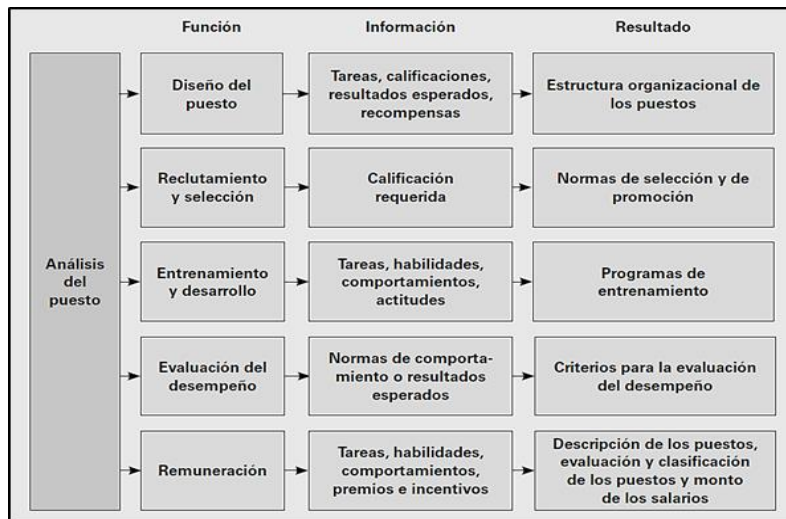 Función
Información
Resultado
Análisis
del
puesto
Diseño del
puesto
Tareas, calificaciones,
resultados esperados,
recompensas
Estructura organizacional de
los puestos
Reclutamiento
y selección
Calificación
requerida
Normas de selección y de
promoción
Entrenamiento
y desarrollo
Tareas, habilidades,
comportamientos,
actitudes
Programas de
entrenamiento
Evaluación del
desempeño
Normas de comporta-
miento o resultados
esperados
Criterios para la evaluación
del desempeño
Remuneración
Tareas, habilidades,
comportamientos,
premios e incentivos
Descripción de los puestos,
evaluación y clasificación
de los puestos y monto
de los salarios